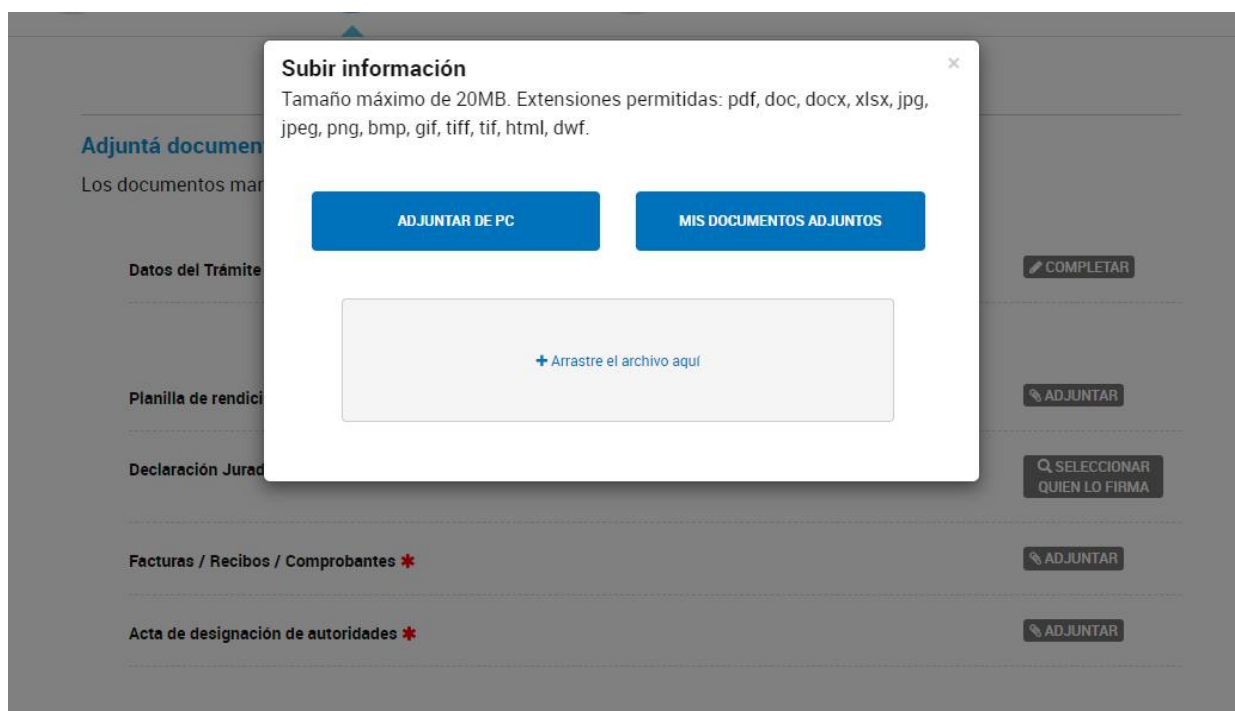 Subir información
×
Tamaño máximo de 20MB. Extensiones permitidas: pdf, doc, docx, xlsx, jpg,
jpeg, png, bmp, gif, tiff, tif, html, dwf.
Adjuntá documen
Los documentos mar
ADJUNTAR DE PC
MIS DOCUMENTOS ADJUNTOS
Datos del Trámite
COMPLETAR
+ Arrastre el archivo aquí
Planilla de rendici
ADJUNTAR
Declaración Jurad
SELECCIONAR
QUIEN LO FIRMA
Facturas / Recibos / Comprobantes *
ADJUNTAR
Acta de designación de autoridades *
ADJUNTAR